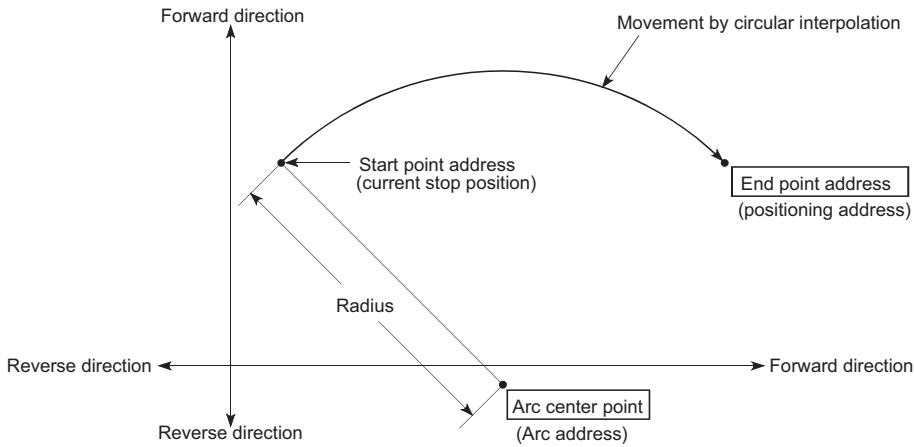 Forward direction
Movement by circular interpolation
Start point address
(current stop position)
End point address
(positioning address)
Radius
Reverse direction
Forward direction
Arc center point
(Arc address)
Reverse direction